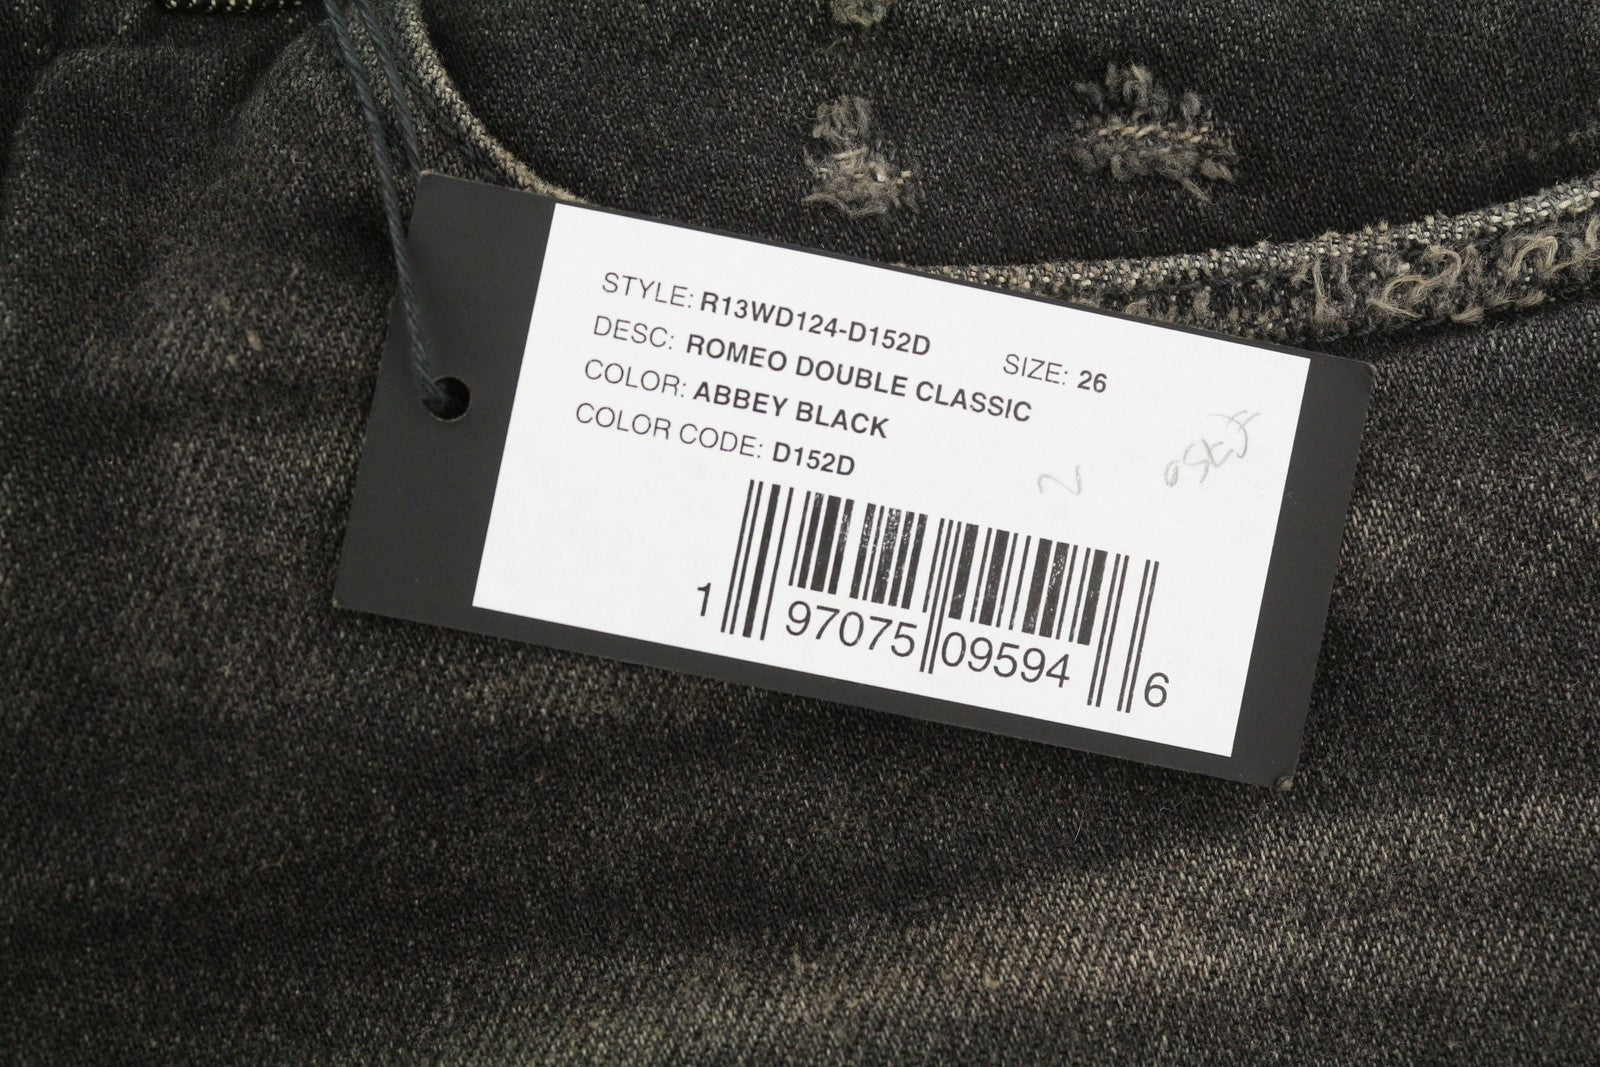 STYLE: R13WD124-D152D
DESC: ROMEO DOUBLE CLASSIC
SIZE: 26
COLOR: ABBEY BLACK
COLOR CODE: D152D
1 97075 09594 6